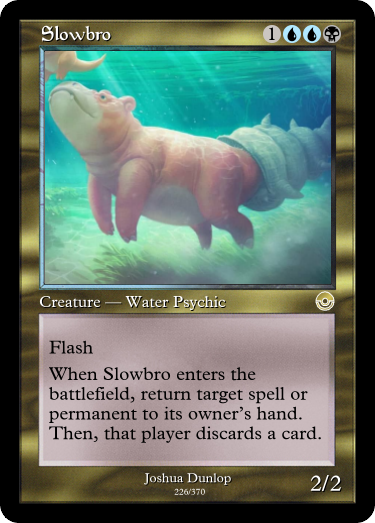 Slowbro 1
Creature — Water Psychic
Flash
When Slowbro enters the
battlefield, return target spell or
permanent to its owner's hand.
Then, that player discards a card.
Joshua Dunlop
226/370
2/2